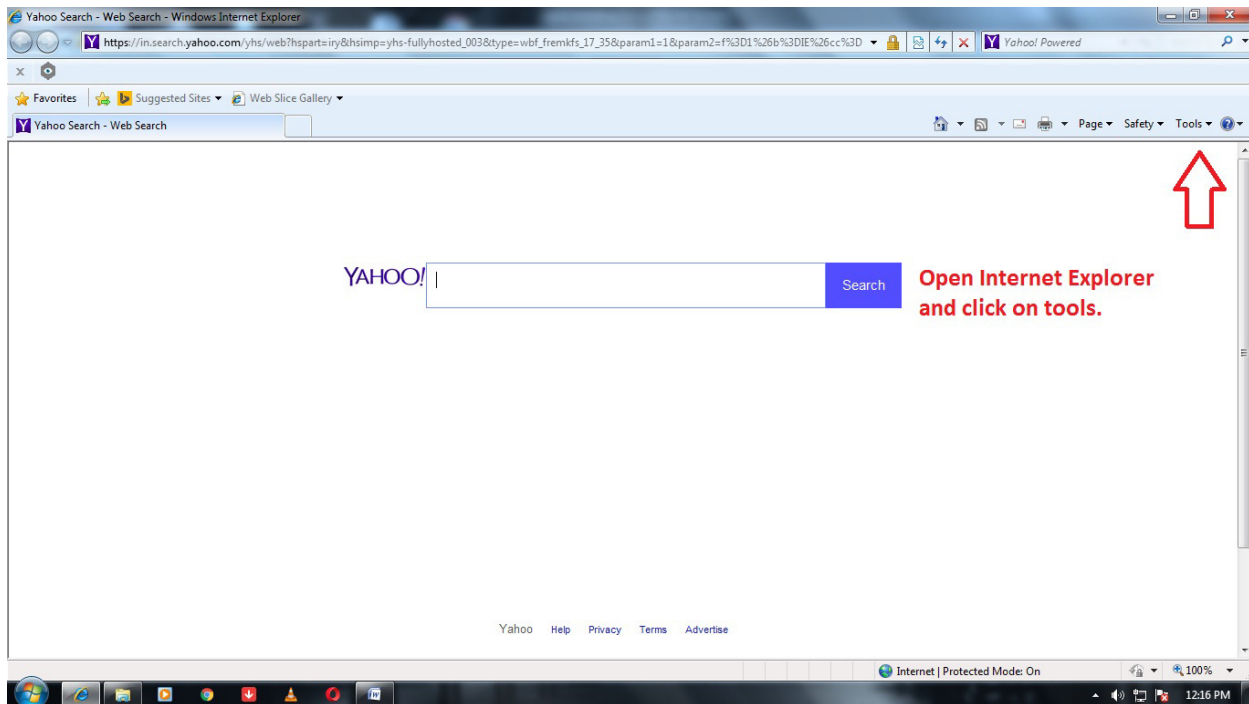 Yahoo Search - Web Search - Windows Internet Explorer
https://in.search.yahoo.com/yhs/web?hspart=iry&hsimp=yhs-fullyhosted_003&type=wbf_fremkfs_17_35&param1=1&param2=f%3D1%26b%3DIE%26cc%3D
Yahoo! Powered
x
Favorites Suggested Sites Web Slice Gallery
Yahoo Search - Web Search
Page Safety Tools
YAHOO!
Search
Open Internet Explorer
and click on tools.
Yahoo Help Privacy Terms Advertise
Internet | Protected Mode: On
100%
12:16 PM